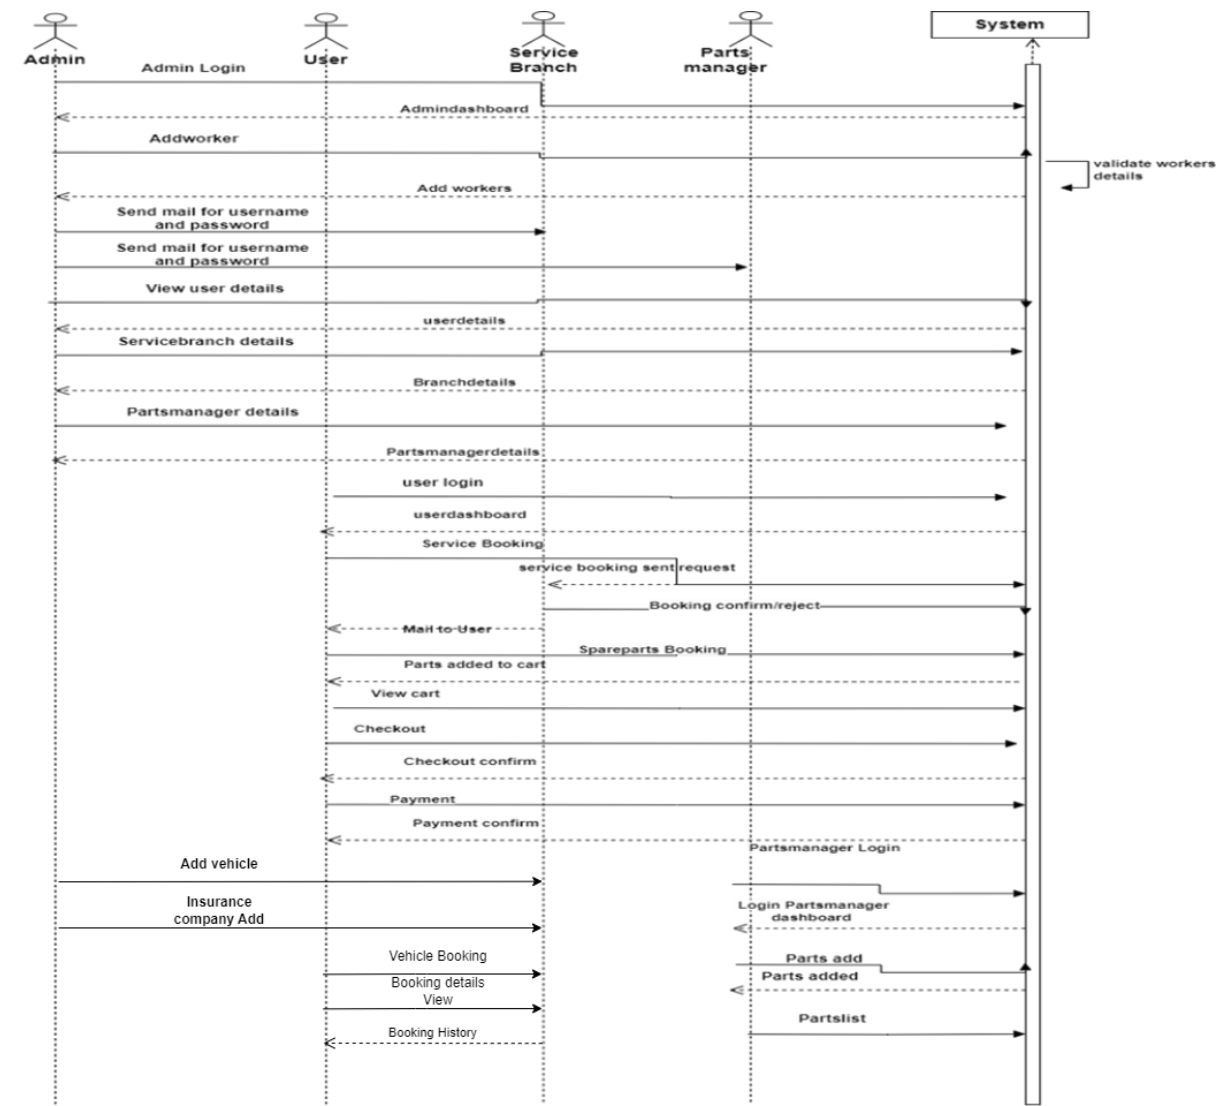 System
Admin
User
Service
Branch
Parts
manager
Admin Login
Admindashboard
Addworker
validate workers
details
Add workers
Send mail for username
and password
Send mail for username
and password
View user details
userdetails
Servicebranch details
Branchdetails
Partsmanager details
Partsmanagerdetails
user login
userdashboard
Service Booking
service booking sent request
Booking confirm/reject
Mail to User
Spareparts Booking
Parts added to cart
View cart
Checkout
Checkout confirm
Payment
Payment confirm
Partsmanager Login
Add vehicle
Insurance
company Add
Login Partsmanager
dashboard
Vehicle Booking
Parts add
Parts added
Booking details
View
Partslist
Booking History